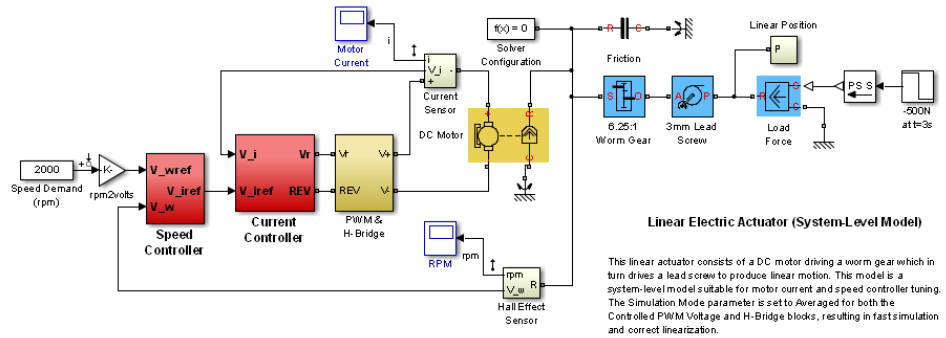 Motor
Current
i
f(x) = 0
Solver
Configuration
R
C
Friction
Linear Position
P
i
V_i
-
+
Current
Sensor
DC Motor
+
R
-
C
S
O
6.25:1
Worm Gear
A
P
3mm Lead
Screw
R
S
C
Load
Force
PS S
-500N
at t=3s
2000
Speed Demand
(rpm)
K-
rpm2volts
V_wref
V_iref
V_w
Speed
Controller
V_i
Vr
V_iref
REV
Current
Controller
Vr
V+
REV
V-
PWM &
H-Bridge
RPM
rpm
rpm
V_w
R
Hall Effect
Sensor
Linear Electric Actuator (System-Level Model)
This linear actuator consists of a DC motor driving a worm gear which in
turn drives a lead screw to produce linear motion. This model is a
system-level model suitable for motor current and speed controller tuning.
The Simulation Mode parameter is set to Averaged for both the
Controlled PWM Voltage and H-Bridge blocks, resulting in fast simulation
and correct linearization.